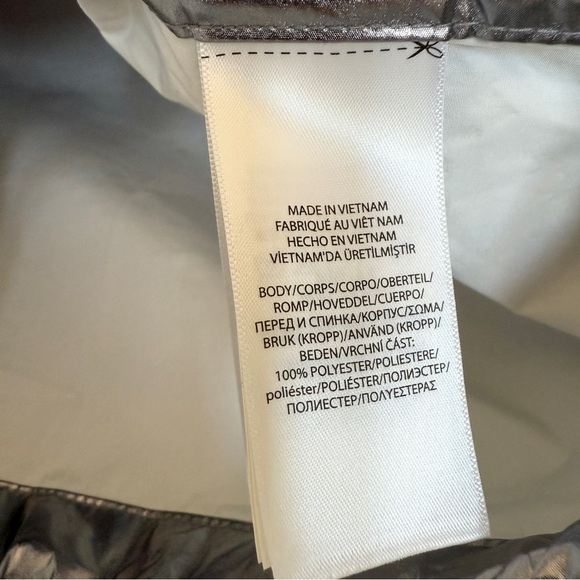 MADE IN VIETNAM
FABRIQUÉ AU VIÊT NAM
HECHO EN VIETNAM
VİETNAM'DA ÜRETİLMİŞTİR
BODY/CORPS/CORPO/OBERTEIL/
ROMP/HOVEDDEL/CUERPO/
ПЕРЕД И СПИНКА/КОРПУС/ΣΩΜΑ/
BRUK (KROPP)/ANVÄND (KROPP)/
BEDEN/VRCHNÍ ČÁST:
100% POLYESTER/POLIESTERE/
poliéster/POLIÉSTER/ПОЛИЭСТЕР/
ПОЛИЕСТЕР/ΠΟΛΥΕΣΤΕΡΑΣ